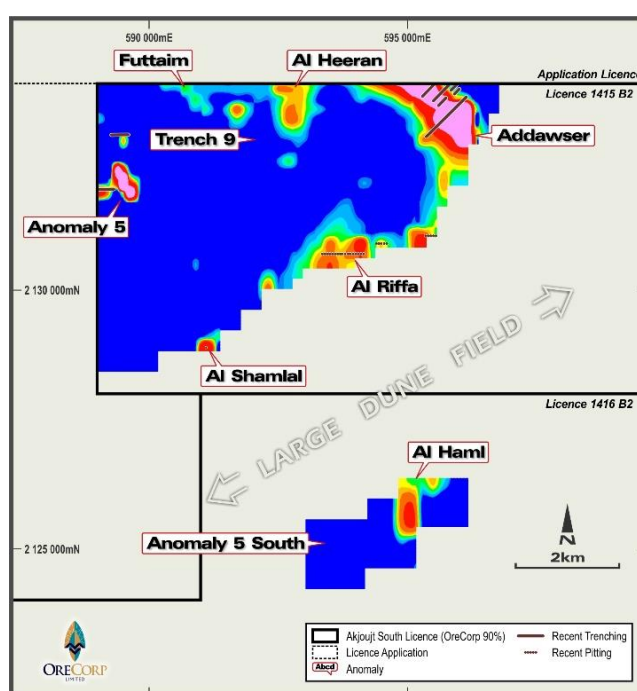 590 000mE
595 000mE
Futtaim
Al Heeran
Application Licence
Licence 1415 B2
Trench 9
Addawser
Anomaly 5
Al Riffa
2 130 000mN
Al Shamlal
LARGE DUNE FIELD
Licence 1416 B2
Al Haml
Anomaly 5 South
2 125 000mN
N
2km
Akjoujt South Licence (OreCorp 90%)
Licence Application
Abcd Anomaly
Recent Trenching
Recent Pitting
ORECORP
LIMITED